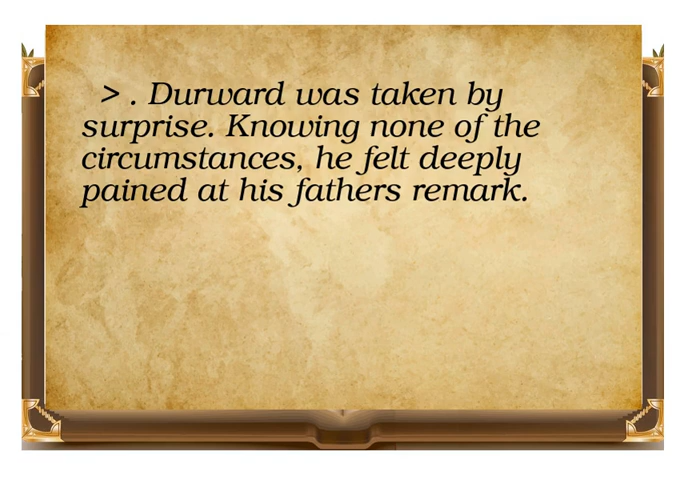 > . Durward was taken by
surprise. Knowing none of the
circumstances, he felt deeply
pained at his fathers remark.